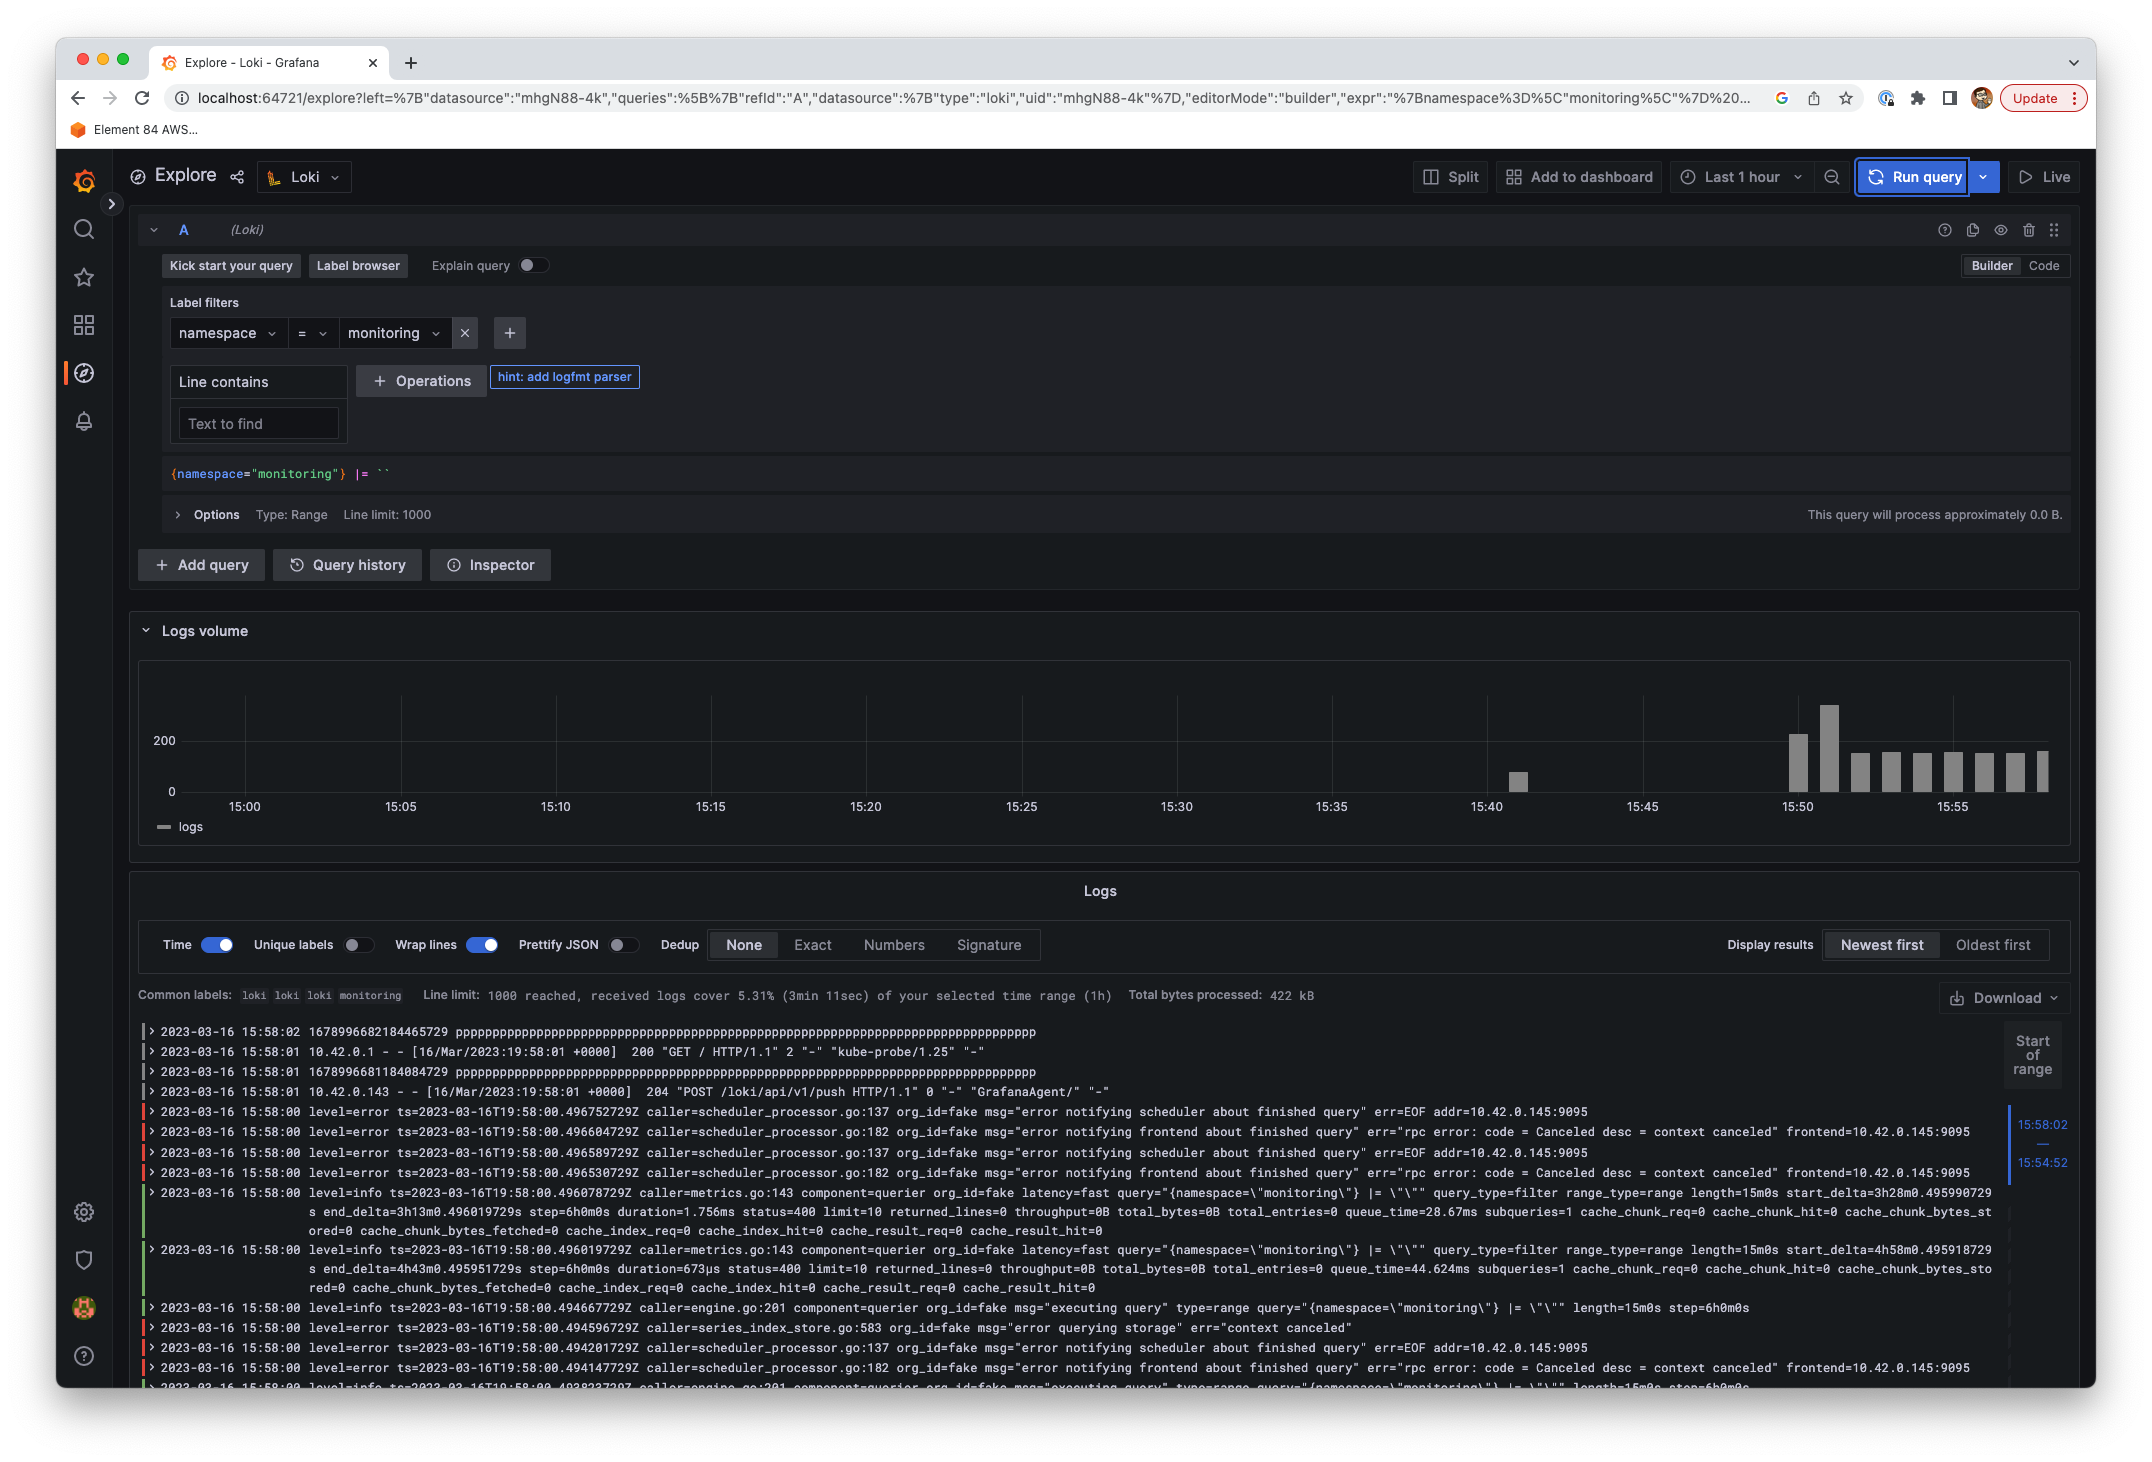 Explore - Loki - Grafana
localhost:64721/explore?left=%7B"datasource":"mhgN88-4k","queries":%5B%7B"refId":"A","datasource":%7B"type":"loki","uid":"mhgN88-4k"%7D,"editorMode":"builder","expr":"%7Bnamespace%3D%5C"monitoring%5C"%7D%20...
Update
Element 84 AWS...
Explore Loki Split Add to dashboard Last 1 hour Run query Live
A (Loki)
Kick start your query Label browser Explain query Builder Code
Label filters
namespace = monitoring
Line contains Operations hint: add logfmt parser
Text to find
{namespace="monitoring"} |= ``
Options Type: Range Line limit: 1000 This query will process approximately 0.0 B.
Add query Query history Inspector
Logs volume
200
0
15:00 15:05 15:10 15:15 15:20 15:25 15:30 15:35 15:40 15:45 15:50 15:55
logs
Logs
Time Unique labels Wrap lines Prettify JSON Dedup None Exact Numbers Signature Display results Newest first Oldest first
Common labels: loki loki loki monitoring Line limit: 1000 reached, received logs cover 5.31% (3min 11sec) of your selected time range (1h) Total bytes processed: 422 kB Download
2023-03-16 15:58:02 1678996682184465729
2023-03-16 15:58:01 10.42.0.1 - - [16/Mar/2023:19:58:01 +0000]  200 "GET / HTTP/1.1" 2 "-" "kube-probe/1.25" "-"
2023-03-16 15:58:01 1678996681184084729
2023-03-16 15:58:01 10.42.0.143 - - [16/Mar/2023:19:58:01 +0000]  204 "POST /loki/api/v1/push HTTP/1.1" 0 "-" "GrafanaAgent/" "-"
2023-03-16 15:58:00 level=error ts=2023-03-16T19:58:00.496752729Z caller=scheduler_processor.go:137 org_id=fake msg="error notifying scheduler about finished query" err=EOF addr=10.42.0.145:9095
2023-03-16 15:58:00 level=error ts=2023-03-16T19:58:00.496604729Z caller=scheduler_processor.go:182 org_id=fake msg="error notifying frontend about finished query" err="rpc error: code = Canceled desc = context canceled" frontend=10.42.0.145:9095
2023-03-16 15:58:00 level=error ts=2023-03-16T19:58:00.496589729Z caller=scheduler_processor.go:137 org_id=fake msg="error notifying scheduler about finished query" err=EOF addr=10.42.0.145:9095
2023-03-16 15:58:00 level=error ts=2023-03-16T19:58:00.496530729Z caller=scheduler_processor.go:182 org_id=fake msg="error notifying frontend about finished query" err="rpc error: code = Canceled desc = context canceled" frontend=10.42.0.145:9095
2023-03-16 15:58:00 level=info ts=2023-03-16T19:58:00.496078729Z caller=metrics.go:143 component=querier org_id=fake latency=fast query="{namespace=\"monitoring\"} |= \"\"" query_type=filter range_type=range length=15m0s start_delta=3h28m0.495990729
s end_delta=3h13m0.496019729s step=6h0m0s duration=1.756ms status=400 limit=10 returned_lines=0 throughput=0B total_bytes=0B total_entries=0 queue_time=28.67ms subqueries=1 cache_chunk_req=0 cache_chunk_hit=0 cache_chunk_bytes_st
ored=0 cache_chunk_bytes_fetched=0 cache_index_req=0 cache_index_hit=0 cache_result_req=0 cache_result_hit=0
2023-03-16 15:58:00 level=info ts=2023-03-16T19:58:00.496019729Z caller=metrics.go:143 component=querier org_id=fake latency=fast query="{namespace=\"monitoring\"} |= \"\"" query_type=filter range_type=range length=15m0s start_delta=4h58m0.495918729
s end_delta=4h43m0.495951729s step=6h0m0s duration=673µs status=400 limit=10 returned_lines=0 throughput=0B total_bytes=0B total_entries=0 queue_time=44.624ms subqueries=1 cache_chunk_req=0 cache_chunk_hit=0 cache_chunk_bytes_sto
red=0 cache_chunk_bytes_fetched=0 cache_index_req=0 cache_index_hit=0 cache_result_req=0 cache_result_hit=0
2023-03-16 15:58:00 level=info ts=2023-03-16T19:58:00.494667729Z caller=engine.go:201 component=querier org_id=fake msg="executing query" type=range query="{namespace=\"monitoring\"} |= \"\"" length=15m0s step=6h0m0s
2023-03-16 15:58:00 level=error ts=2023-03-16T19:58:00.494596729Z caller=series_index_store.go:583 org_id=fake msg="error querying storage" err="context canceled"
2023-03-16 15:58:00 level=error ts=2023-03-16T19:58:00.494201729Z caller=scheduler_processor.go:137 org_id=fake msg="error notifying scheduler about finished query" err=EOF addr=10.42.0.145:9095
2023-03-16 15:58:00 level=error ts=2023-03-16T19:58:00.494147729Z caller=scheduler_processor.go:182 org_id=fake msg="error notifying frontend about finished query" err="rpc error: code = Canceled desc = context canceled" frontend=10.42.0.145:9095
Start
of
range
15:58:02
—
15:54:52